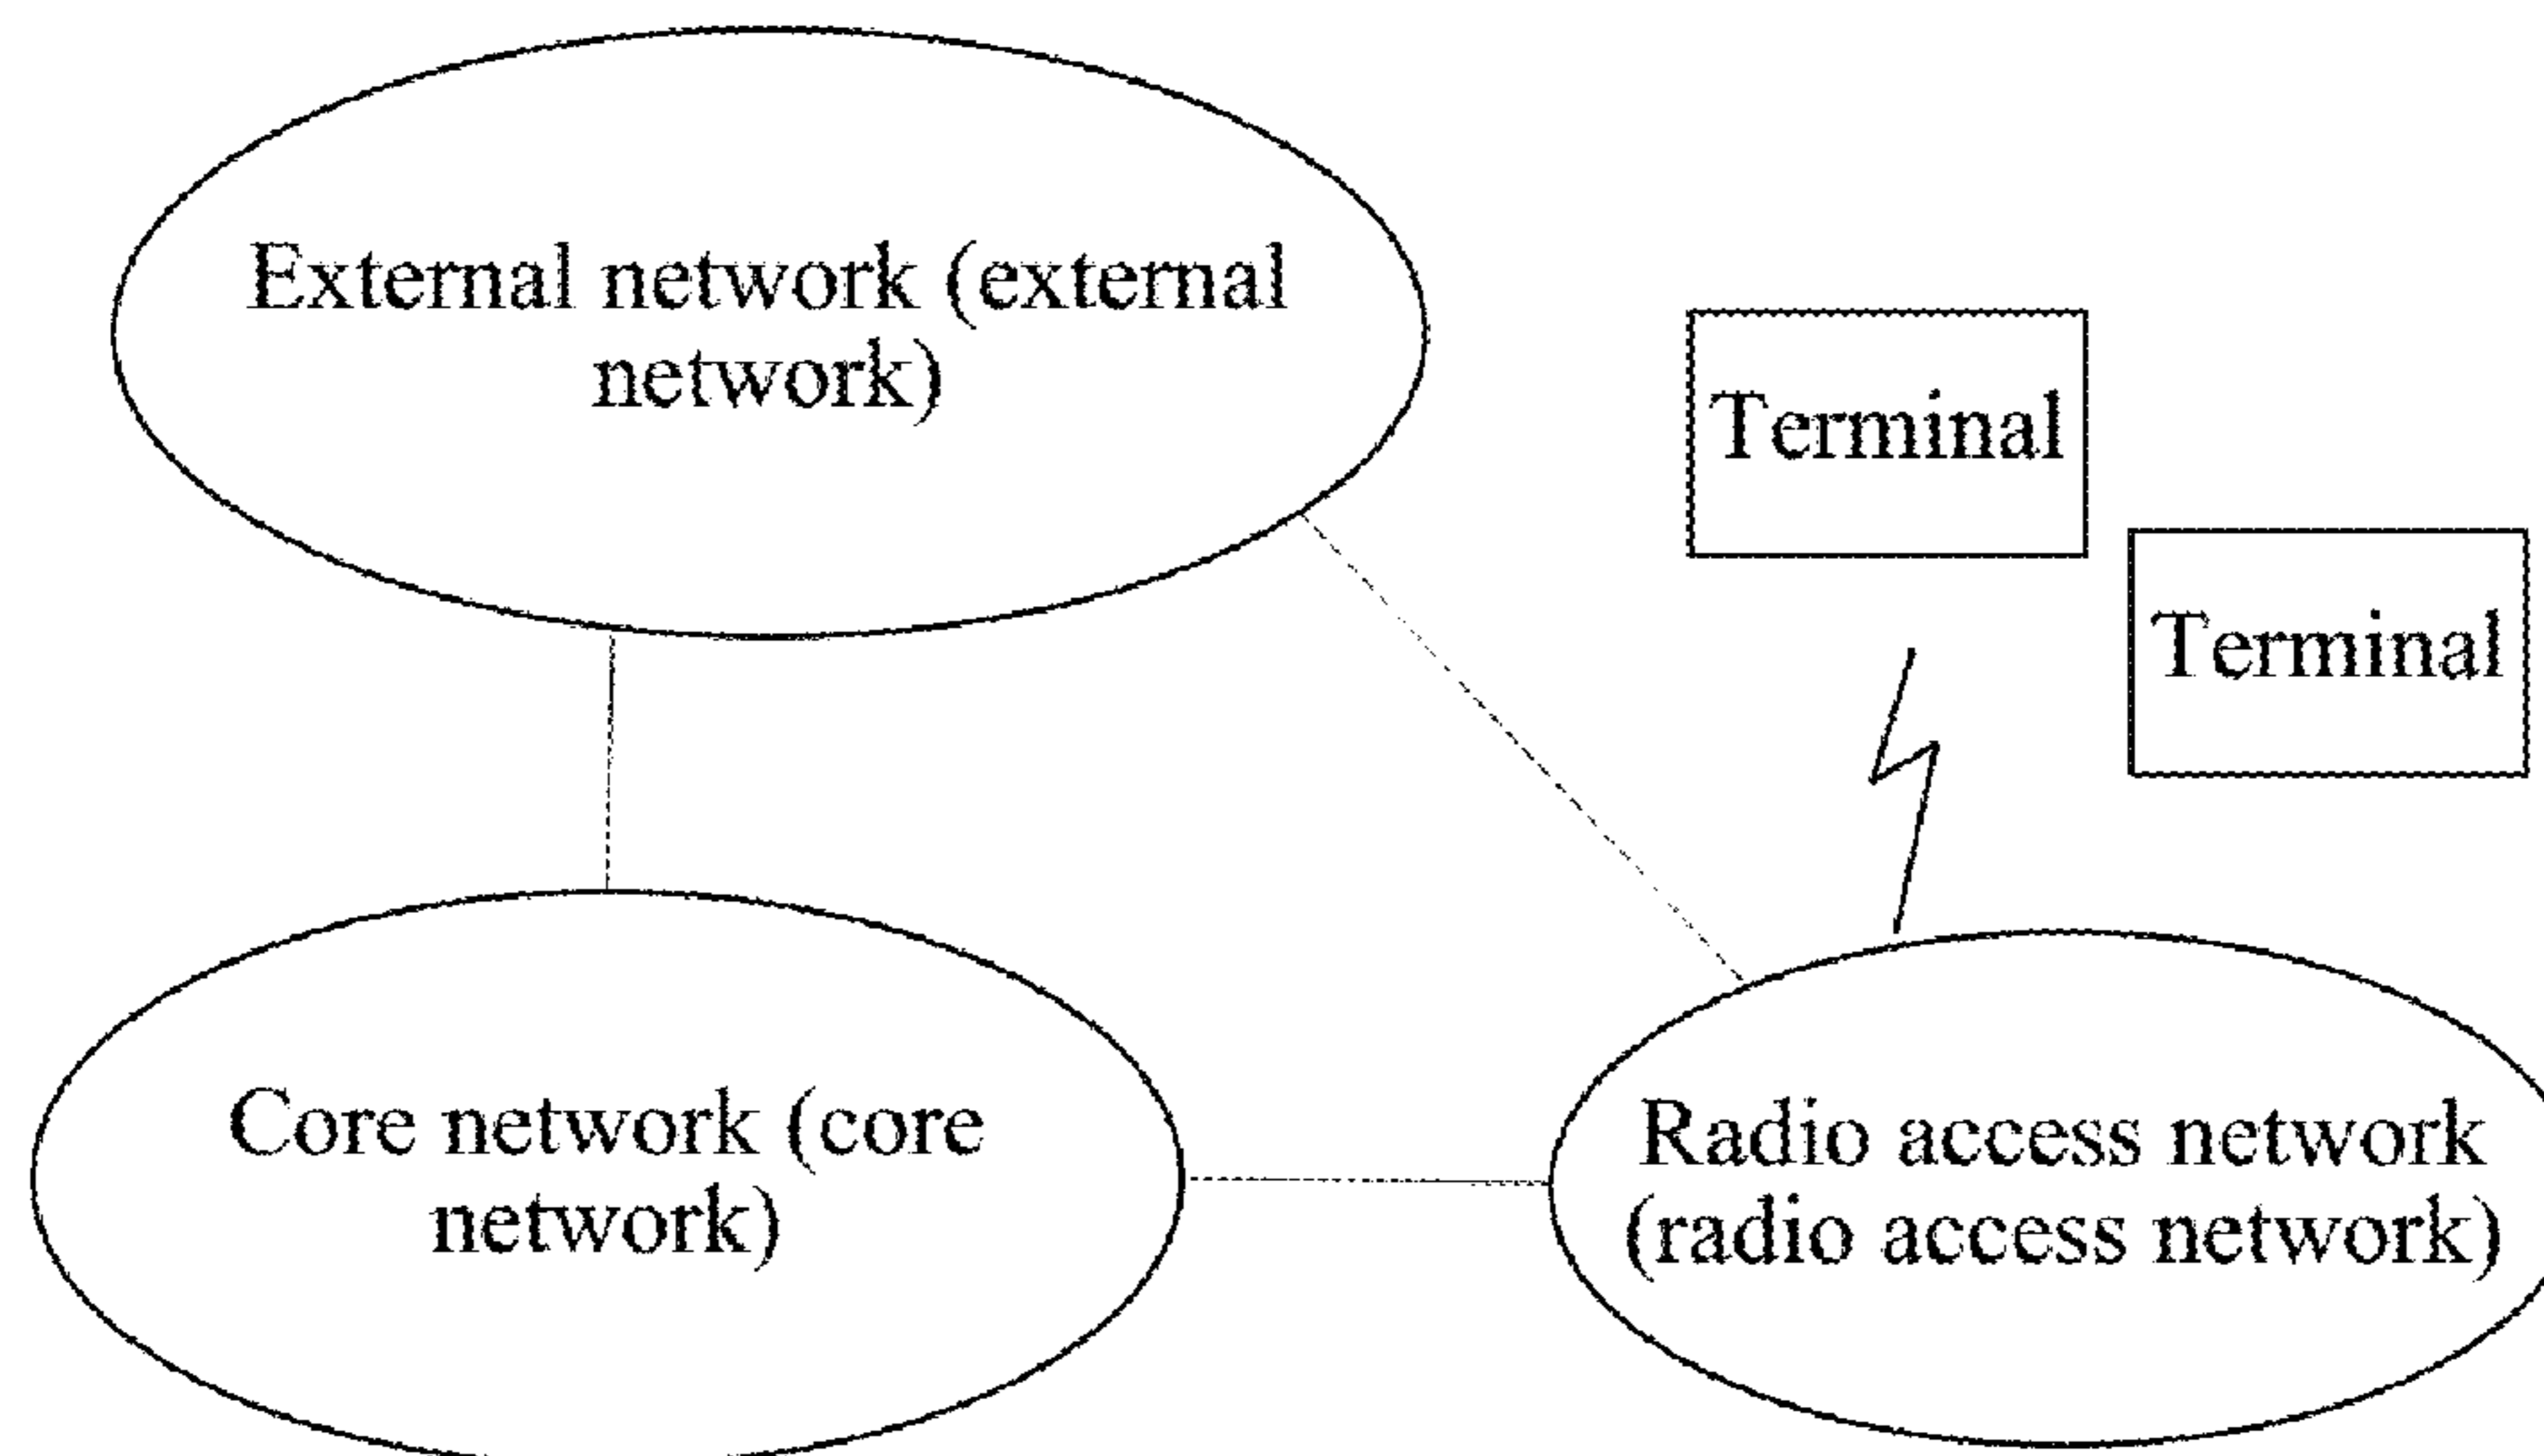 External network (external
network)
Terminal
Terminal
Core network (core
network)
Radio access network
(radio access network)